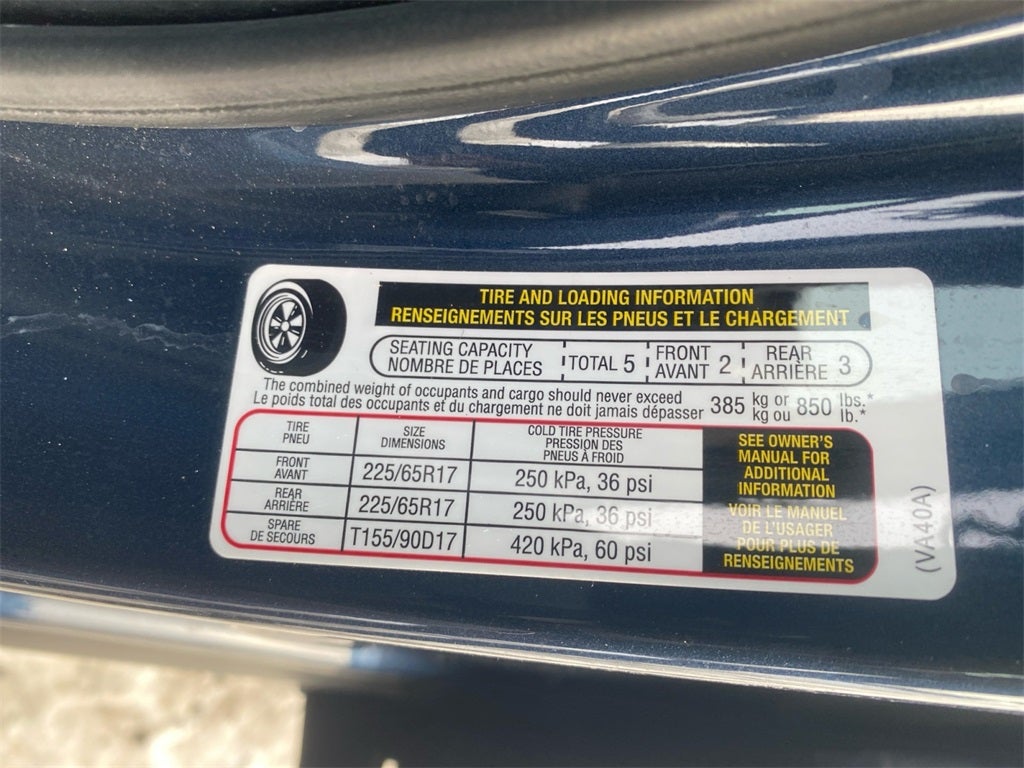 TIRE AND LOADING INFORMATION
RENSEIGNEMENTS SUR LES PNEUS ET LE CHARGEMENT
SEATING CAPACITY
NOMBRE DE PLACES
TOTAL 5
FRONT
AVANT 2
REAR
ARRIÈRE 3
The combined weight of occupants and cargo should never exceed
Le poids total des occupants et du chargement ne doit jamais dépasser
385 kg or
kg ou
850 lbs.*
lb.*
TIRE
PNEU
SIZE
DIMENSIONS
COLD TIRE PRESSURE
PRESSION DES
PNEUS À FROID
FRONT
AVANT
225/65R17
250 kPa, 36 psi
REAR
ARRIÈRE
225/65R17
250 kPa, 36 psi
SPARE
DE SECOURS
T155/90D17
420 kPa, 60 psi
SEE OWNER'S
MANUAL FOR
ADDITIONAL
INFORMATION
VOIR LE MANUEL
DE L'USAGER
POUR PLUS DE
RENSEIGNEMENTS
(VA40A)